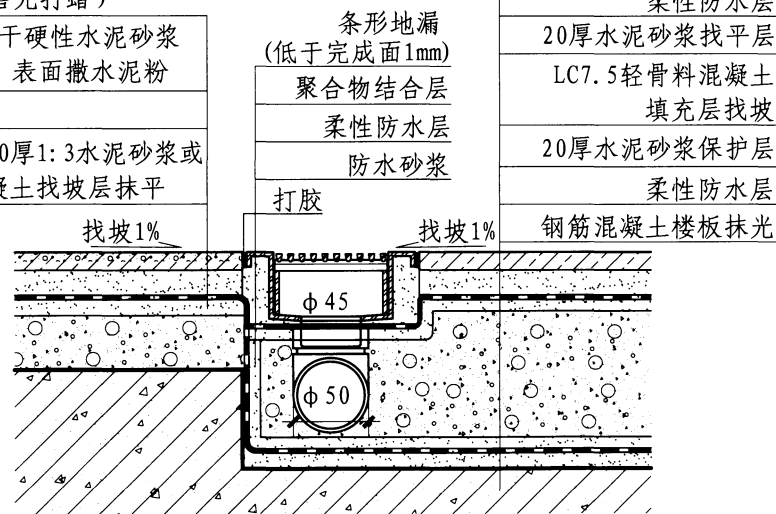 干硬性水泥砂浆
表面撒水泥粉
0厚1:3水泥砂浆或
凝土找坡层抹平
找坡1%
条形地漏
(低于完成面1mm)
聚合物结合层
柔性防水层
防水砂浆
打胶
找坡1%
柔性防水层
20厚水泥砂浆找平层
LC7.5轻骨料混凝土
填充层找坡
20厚水泥砂浆保护层
柔性防水层
钢筋混凝土楼板抹光
ϕ45
ϕ50